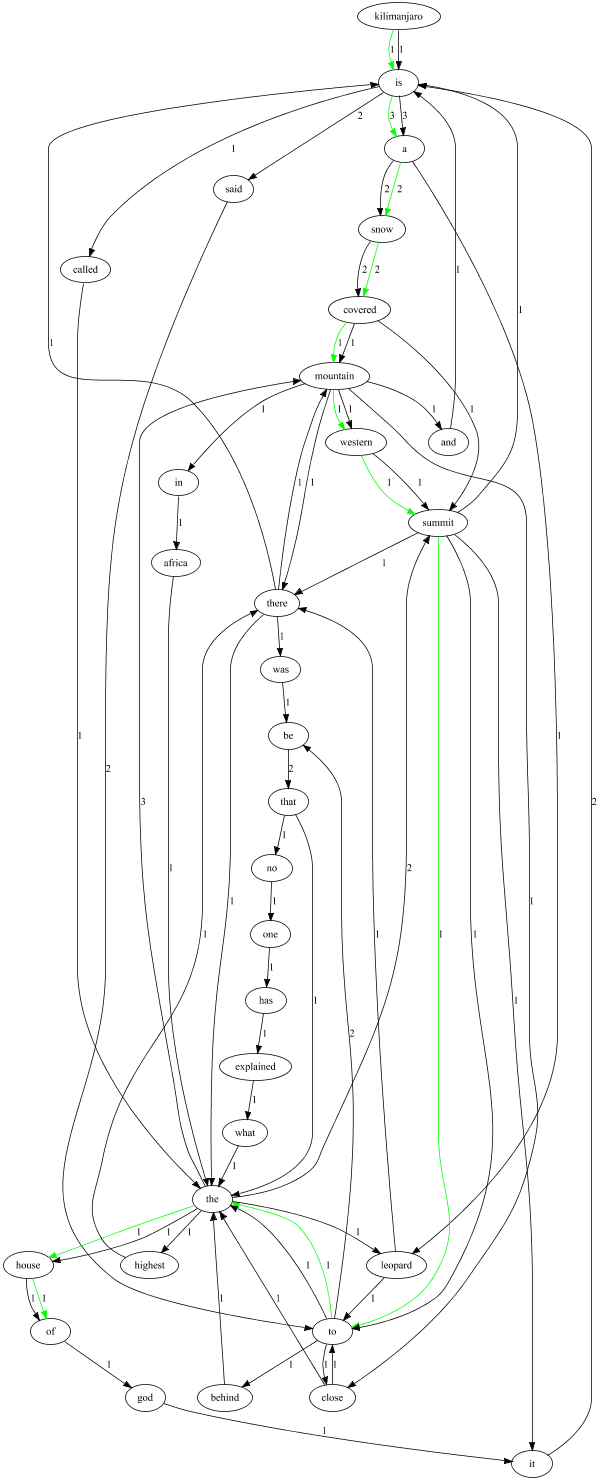 kilimanjaro
1 1
is
3 3
2
a
1
said
2 2
snow
called
2 2
1
covered
1
1 1
1
1
mountain
1
1 1
1
western
and
in
1 1
1 1
1
summit
africa
1
there
1
was
1
be
2
that
1
no
1
one
1
has
1
explained
1
what
1
1
2
3
1
1
1
2
1
1
1
2
1
1
1
1
2
the
1 1 1
1
house
highest
leopard
1 1
1
1 1
1
of
to
1
1
1
1 1
1
god
behind
close
1
it